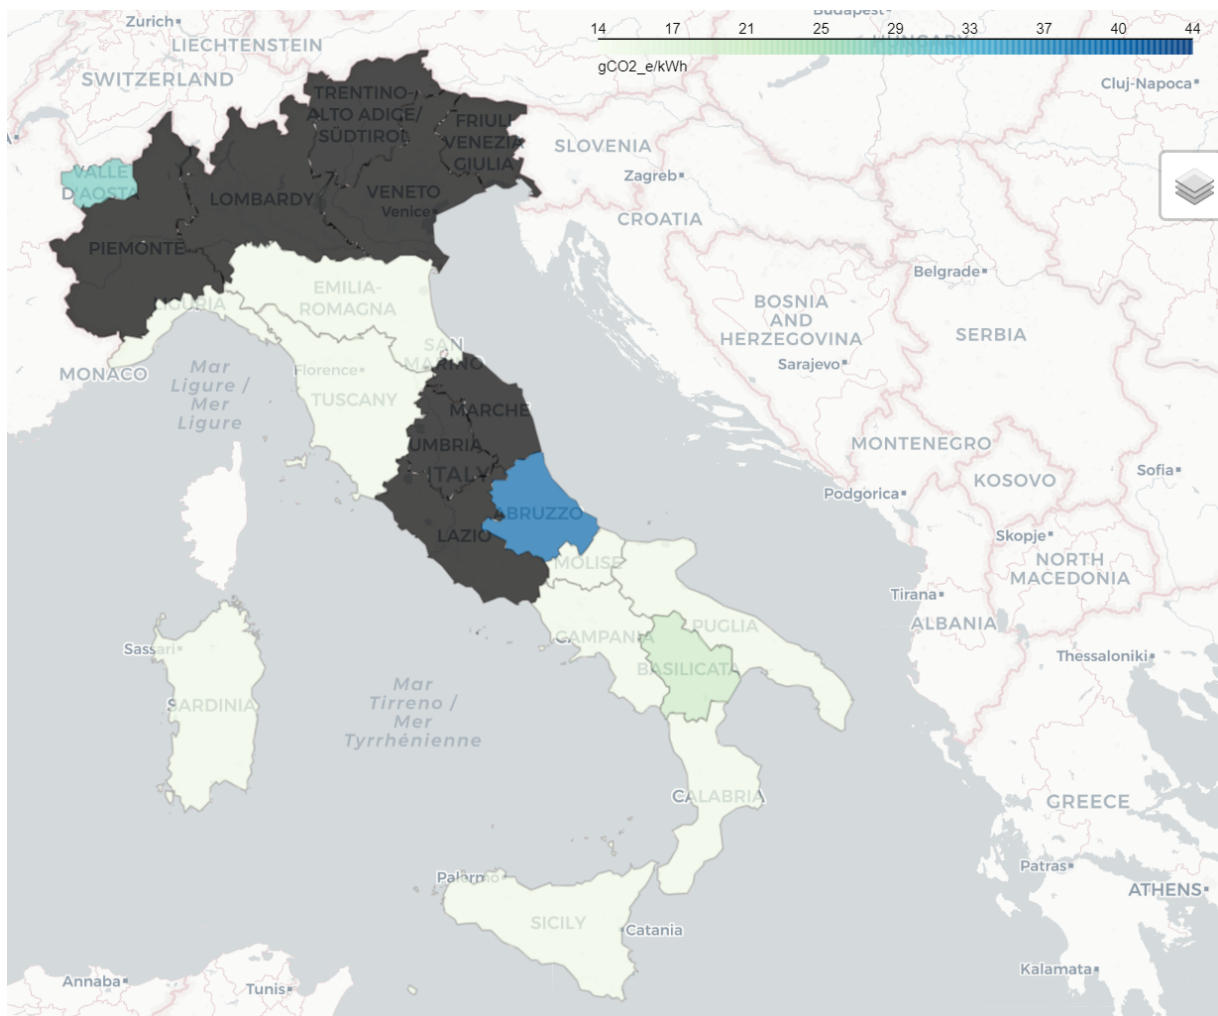 Zurich
Budapest
LIECHTENSTEIN
14 17 21 25 29 33 37 40 44
HUNGARY
gCO2_e/kWh
SWITZERLAND
Cluj-Napoca
TRENTINO-
ALTO ADIGE/
SÜDTIROL
FRIULI
VENEZIA
GIULIA
SLOVENIA
VALLE
D'AOSTA
Zagreb
LOMBARDY
VENETO
Venice
CROATIA
PIEMONTE
Belgrade
EMILIA-
ROMAGNA
LIGURIA
BOSNIA
AND
HERZEGOVINA
SERBIA
SAN
MARINO
Sarajevo
MONACO
Mar
Ligure /
Mer
Ligure
Florence
TUSCANY
MARCHE
UMBRIA
ITALY
MONTENEGRO
KOSOVO
Sofia
Podgorica
ABRUZZO
LAZIO
Skopje
MOLISE
NORTH
MACEDONIA
Tirana
ALBANIA
CAMPANIA
PUGLIA
Sassari
BASILICATA
Thessaloniki
SARDINIA
Mar
Tirreno /
Mer
Tyrrhénienne
CALABRIA
GREECE
Palermo
Patras
ATHENS
SICILY
Catania
Kalamata
Annaba
Tunis